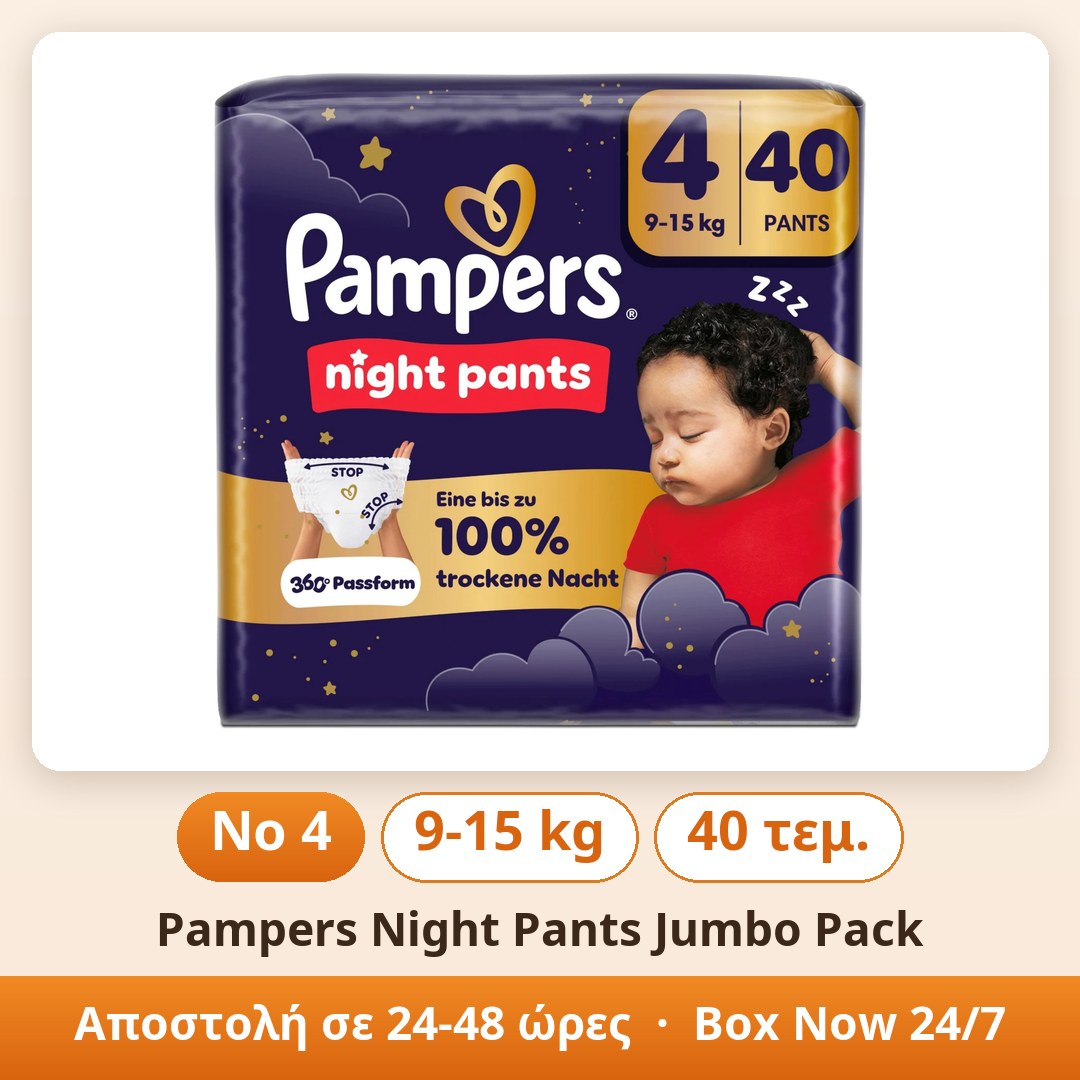 4
9-15 kg
40
PANTS
Pampers®
night pants
zzz
STOP
STOP
360° Passform
Eine bis zu
100%
trockene Nacht
No 4
9-15 kg
40 τεμ.
Pampers Night Pants Jumbo Pack
Αποστολή σε 24-48 ώρες · Box Now 24/7